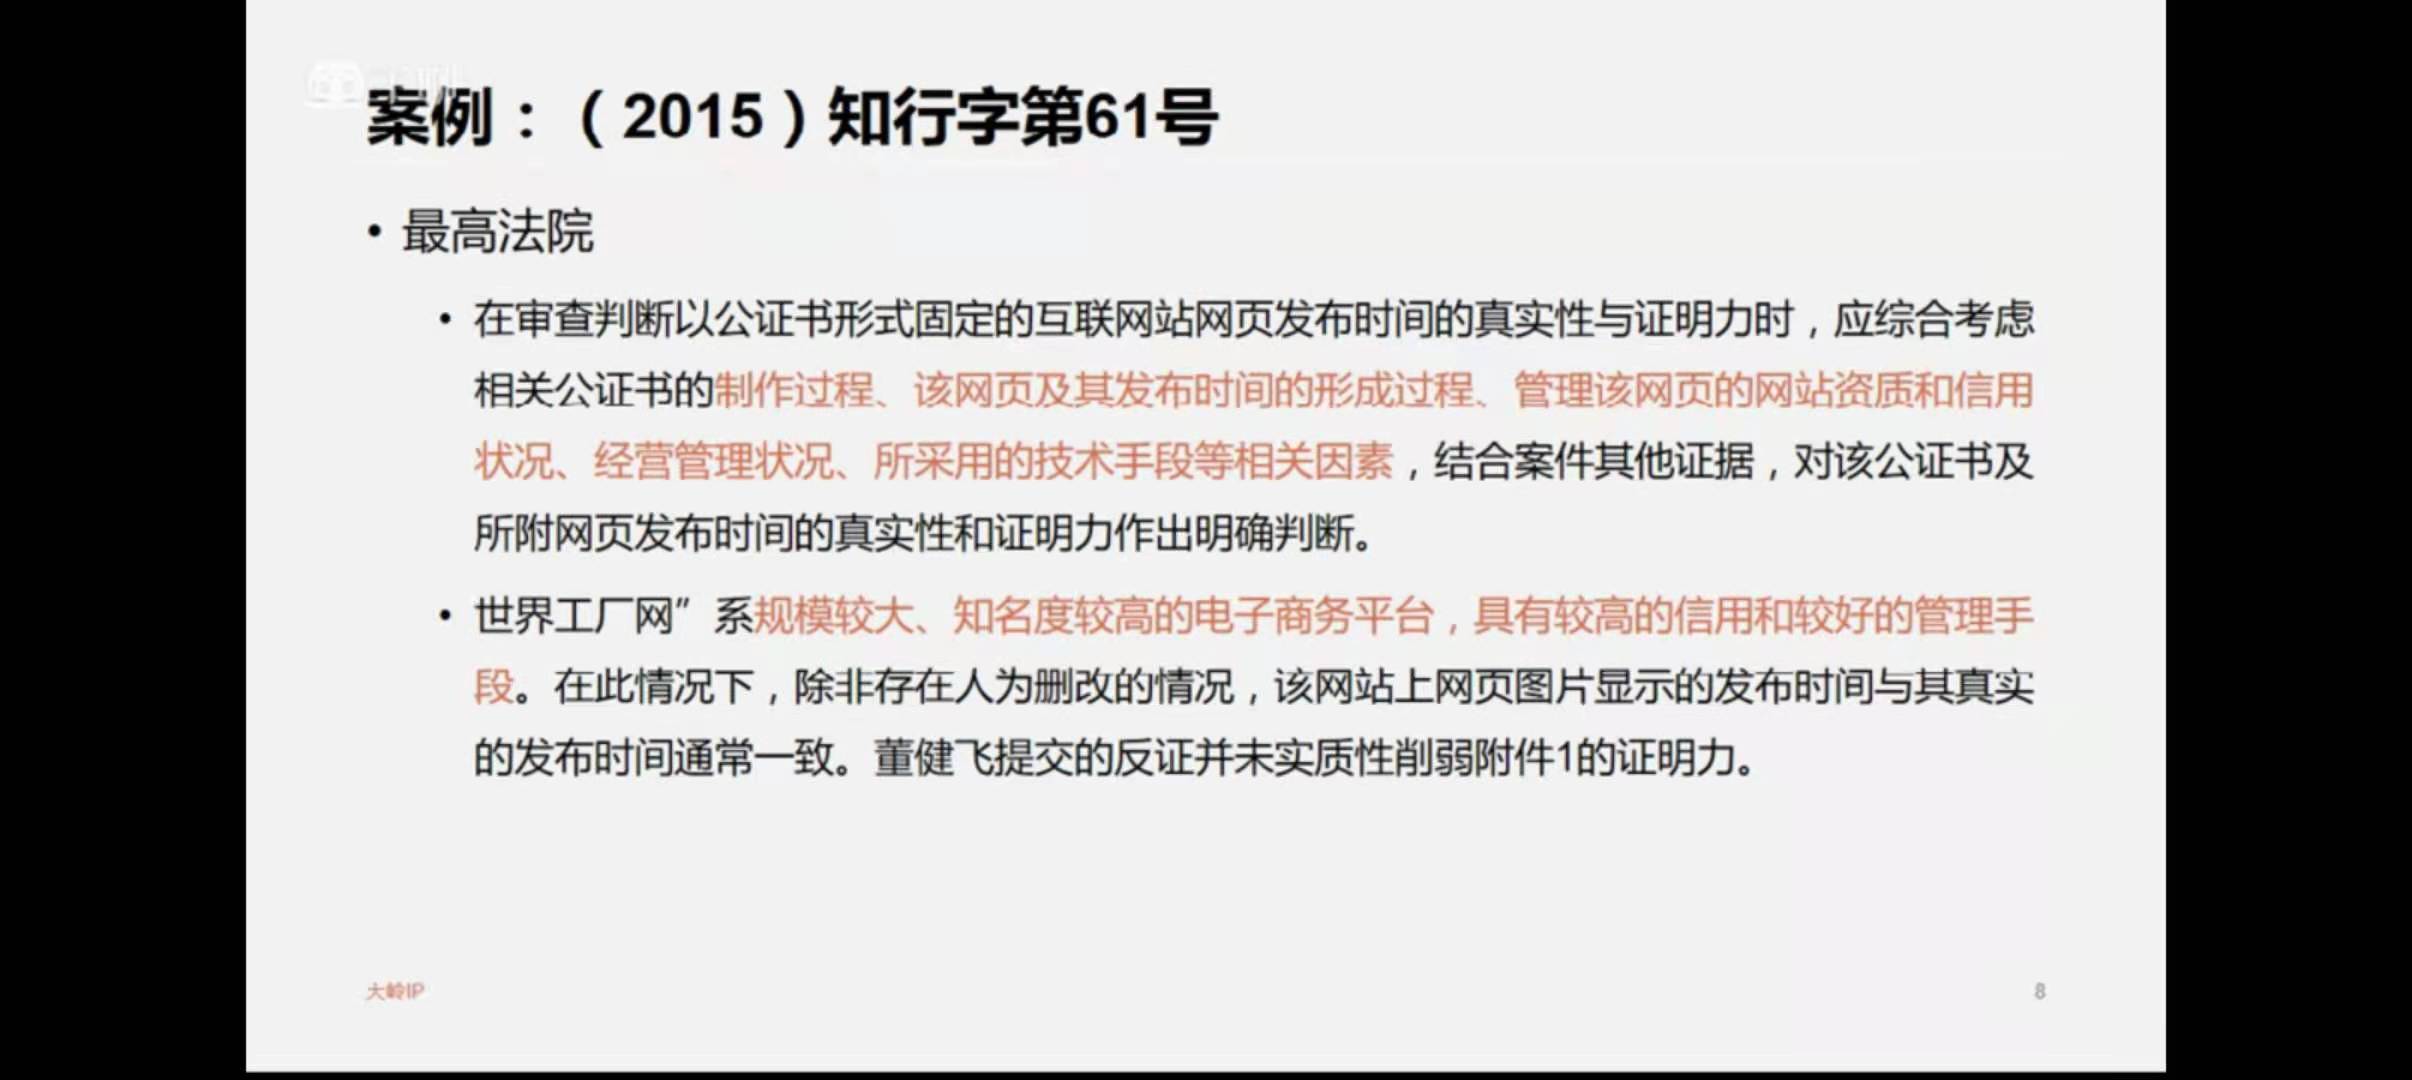 案例：（2015）知行字第61号
• 最高法院
• 在审查判断以公证书形式固定的互联网站网页发布时间的真实性与证明力时，应综合考虑
相关公证书的制作过程、该网页及其发布时间的形成过程、管理该网页的网站资质和信用
状况、经营管理状况、所采用的技术手段等相关因素，结合案件其他证据，对该公证书及
所附网页发布时间的真实性和证明力作出明确判断。
• 世界工厂网”系规模较大、知名度较高的电子商务平台，具有较高的信用和较好的管理手
段。在此情况下，除非存在人为删改的情况，该网站上网页图片显示的发布时间与其真实
的发布时间通常一致。董健飞提交的反证并未实质性削弱附件1的证明力。
大岭IP
8